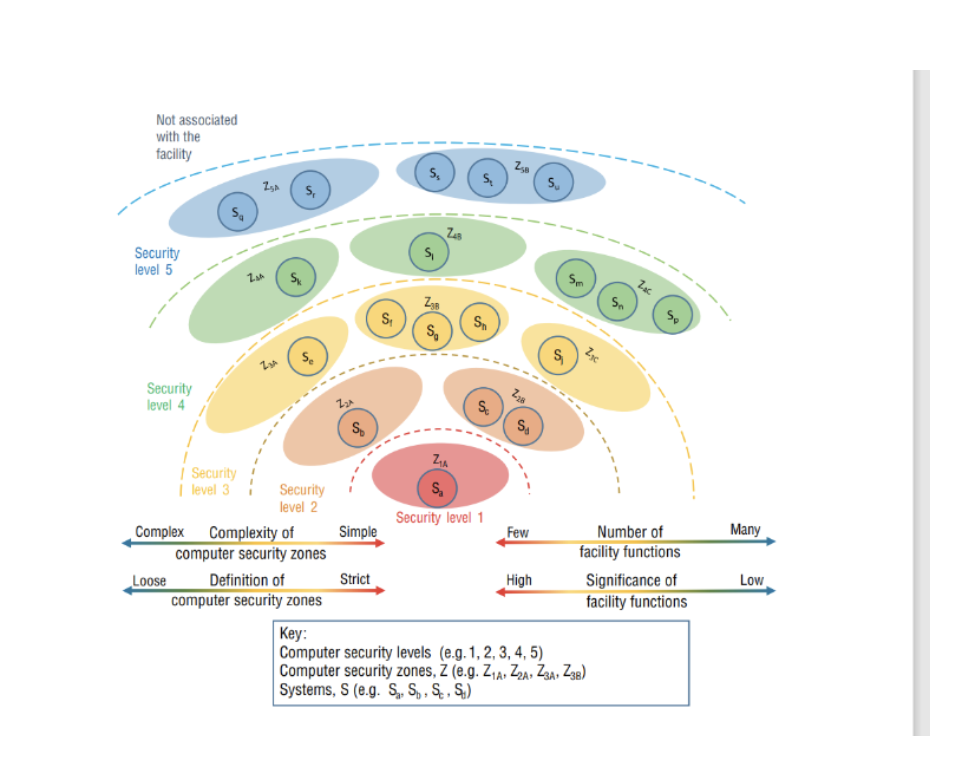 Not associated
with the
facility
Z5A
Sq
Sr
Z5B
Ss
St
Su
Security
level 5
Z4A
Sk
Z4B
Sl
Z4C
Sm
Sn
Sp
Security
level 4
Z3A
Se
Z3B
Sf
Sg
Sh
Z3C
Sj
Security
level 3
Z2A
Sb
Z2B
Sc
Sd
Security
level 2
Z1A
Sa
Security level 1
Complex Complexity of Simple
computer security zones
Few Number of Many
facility functions
Loose Definition of Strict
computer security zones
High Significance of Low
facility functions
Key:
Computer security levels (e.g. 1, 2, 3, 4, 5)
Computer security zones, Z (e.g. Z1A, Z2A, Z3A, Z3B)
Systems, S (e.g. Sa, Sb, Sc, Sd)